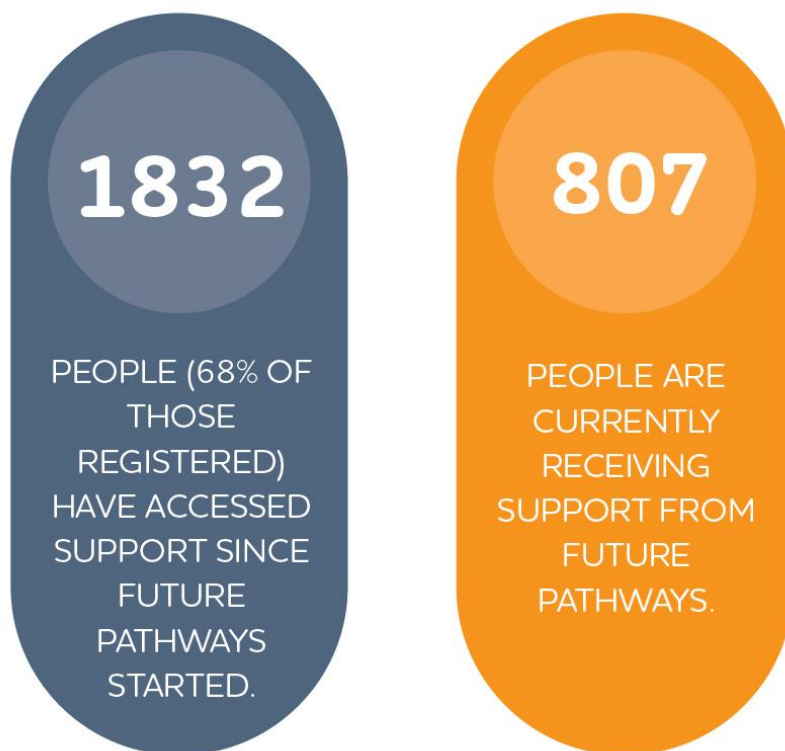 1832
PEOPLE (68% OF
THOSE
REGISTERED)
HAVE ACCESSED
SUPPORT SINCE
FUTURE
PATHWAYS
STARTED.
807
PEOPLE ARE
CURRENTLY
RECEIVING
SUPPORT FROM
FUTURE
PATHWAYS.